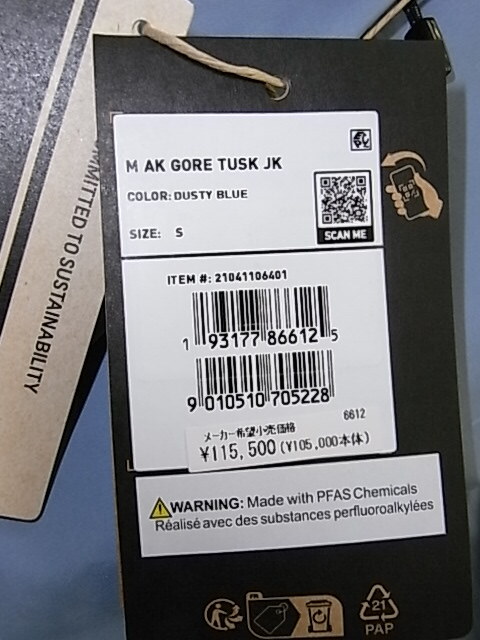 M AK GORE TUSK JK
COLOR: DUSTY BLUE
SIZE: S
SCAN ME
ITEM #: 21041106401
1 93177 86612 5
9 010510 705228
6612
メーカー希望小売価格
¥115,500 (¥105,000本体)
WARNING: Made with PFAS Chemicals
Réalisé avec des substances perfluoroalkylées
21
PAP
MMITTED TO SUSTAINABILITY